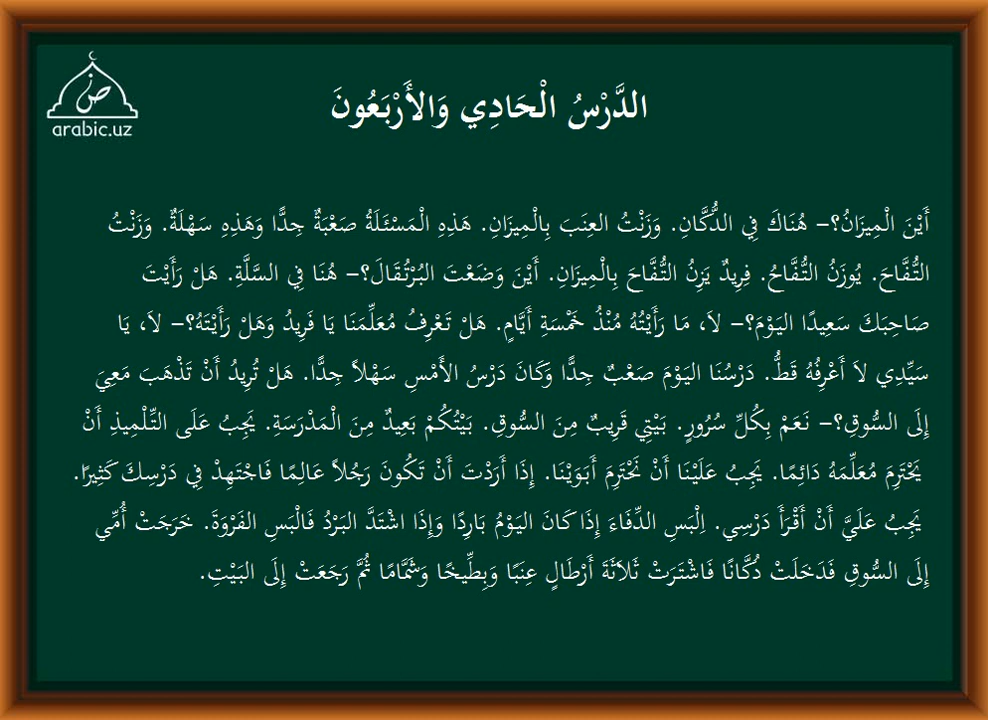 ض
arabic.uz
الدَّرْسُ الْحَادِي وَالأَرْبَعُونَ
أَيْنَ الْمِيزَانُ؟– هُنَاكَ فِي الدُّكَّانِ. وَزَنْتُ العِنَبَ بِالْمِيزَانِ. هَذِهِ الْمَسْئَلَةُ صَعْبَةٌ جِدًّا وَهَذِهِ سَهْلَةٌ. وَزَنْتُ
التُّفَّاحَ. يُوزَنُ التُّفَّاحُ. فِرِيدٌ يَزِنُ التُّفَّاحَ بِالْمِيزَانِ. أَيْنَ وَضَعْتَ البُرْتُقَالَ؟– هُنَا فِي السَّلَّةِ. هَلْ رَأَيْتَ
صَاحِبَكَ سَعِيدًا اليَوْمَ؟– لاَ، مَا رَأَيْتُهُ مُنْذُ خَمْسَةِ أَيَّامٍ. هَلْ تَعْرِفُ مُعَلِّمَنَا يَا فَرِيدُ وَهَلْ رَأَيْتَهُ؟– لاَ، يَا
سَيِّدِي لاَ أَعْرِفُهُ قَطُّ. دَرْسُنَا اليَوْمَ صَعْبٌ جِدًّا وَكَانَ دَرْسُ الأَمْسِ سَهْلاً جِدًّا. هَلْ تُرِيدُ أَنْ تَذْهَبَ مَعِيَ
إِلَى السُّوقِ؟– نَعَمْ بِكُلِّ سُرُورٍ. بَيْتِي قَرِيبٌ مِنَ السُّوقِ. بَيْتُكُمْ بَعِيدٌ مِنَ الْمَدْرَسَةِ. يَجِبُ عَلَى التِّلْمِيذِ أَنْ
يَحْتَرِمَ مُعَلِّمَهُ دَائِمًا. يَجِبُ عَلَيْنَا أَنْ نَحْتَرِمَ أَبَوَيْنَا. إِذَا أَرَدْتَ أَنْ تَكُونَ رَجُلاً عَالِمًا فَاجْتَهِدْ فِي دَرْسِكَ كَثِيرًا.
يَجِبُ عَلَيَّ أَنْ أَقْرَأَ دَرْسِي. اِلْبَسِ الدِّفَاءَ إِذَا كَانَ اليَوْمُ بَارِدًا وَإِذَا اشْتَدَّ البَرْدُ فَالْبَسِ الفَرْوَةَ. خَرَجَتْ أُمِّي
إِلَى السُّوقِ فَدَخَلَتْ دُكَّانًا فَاشْتَرَتْ ثَلاَثَةَ أَرْطَالٍ عِنَبًا وَبِطِّيخًا وَشَمَّامًا ثُمَّ رَجَعَتْ إِلَى البَيْتِ.